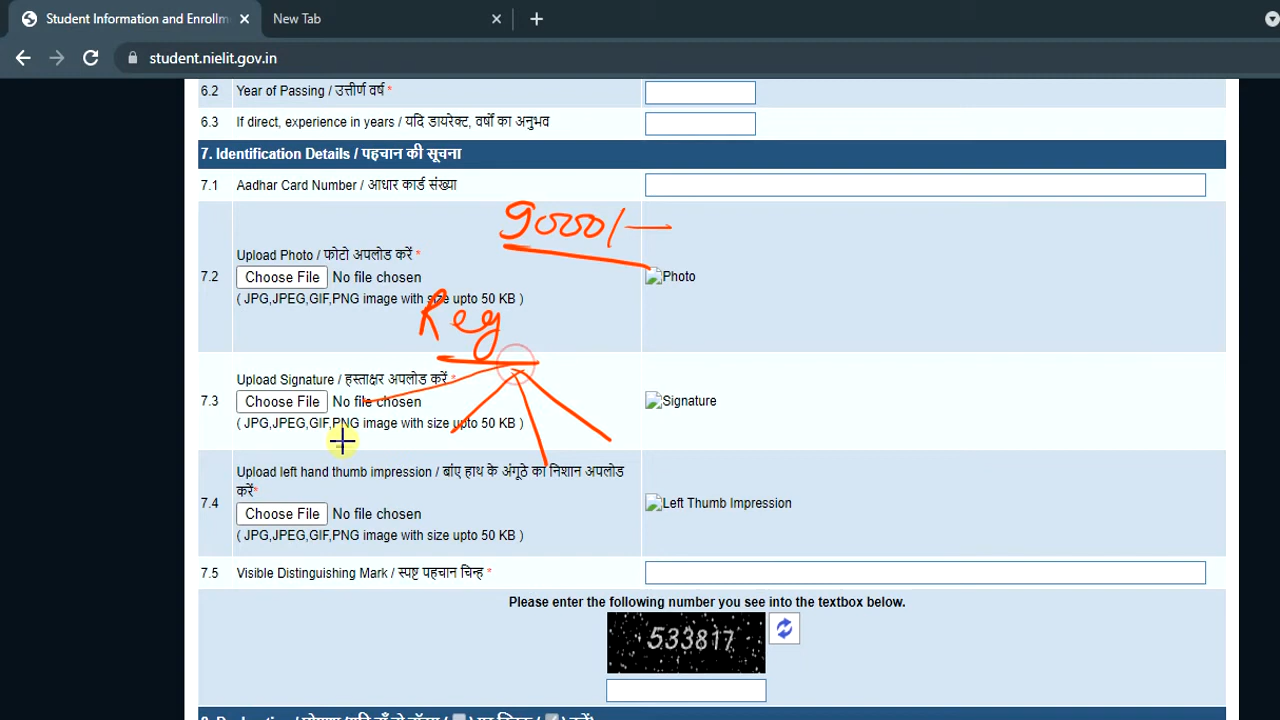 Student Information and Enrollm
New Tab
student.nielit.gov.in
6.2 Year of Passing / उत्तीर्ण वर्ष *
6.3 If direct, experience in years / यदि डायरेक्ट, वर्षों का अनुभव
7. Identification Details / पहचान की सूचना
7.1 Aadhar Card Number / आधार कार्ड संख्या
90000/-
7.2 Upload Photo / फोटो अपलोड करें *
Choose File No file chosen
Photo
( JPG,JPEG,GIF,PNG image with size upto 50 KB )
Reg
7.3 Upload Signature / हस्ताक्षर अपलोड करें *
Choose File No file chosen
Signature
( JPG,JPEG,GIF,PNG image with size upto 50 KB )
7.4 Upload left hand thumb impression / बांए हाथ के अंगूठे का निशान अपलोड
करें*
Choose File No file chosen
Left Thumb Impression
( JPG,JPEG,GIF,PNG image with size upto 50 KB )
7.5 Visible Distinguishing Mark / स्पष्ट पहचान चिन्ह *
Please enter the following number you see into the textbox below.
533817